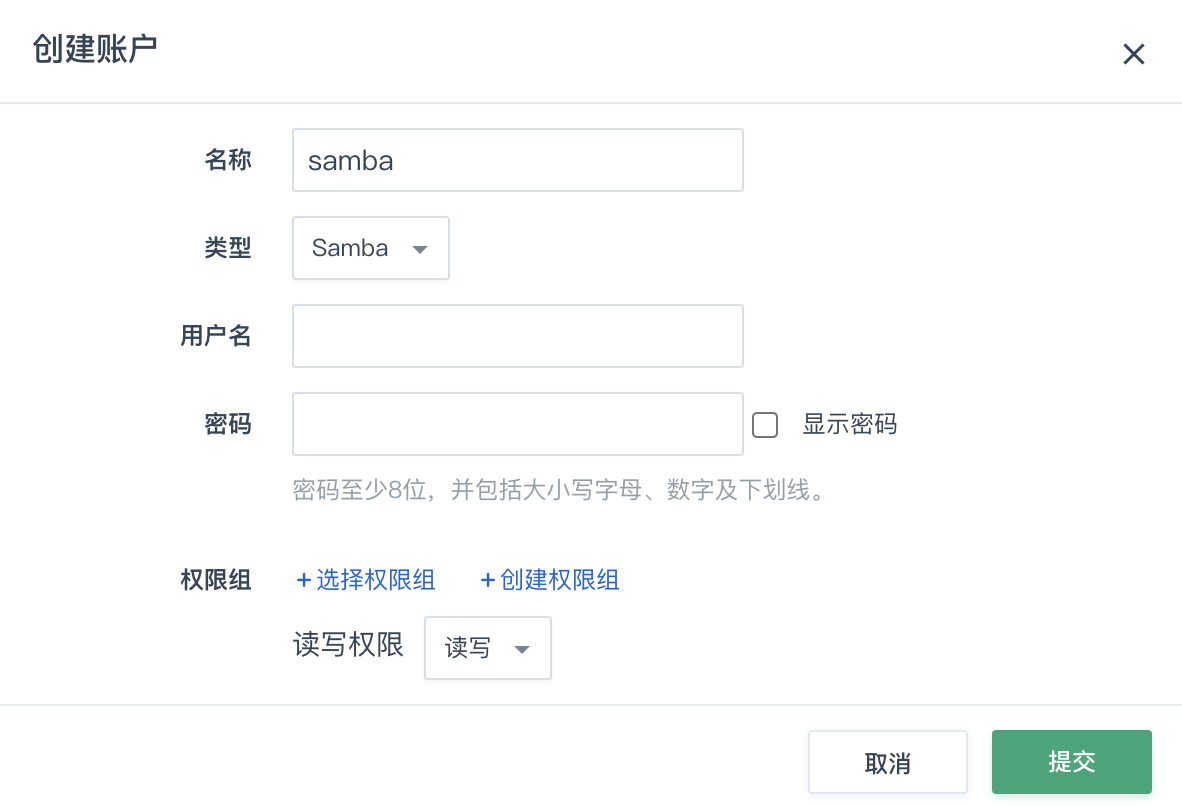 创建账户
名称 samba
类型 Samba
用户名
密码 显示密码
密码至少8位，并包括大小写字母、数字及下划线。
权限组 +选择权限组 +创建权限组
读写权限 读写
取消 提交